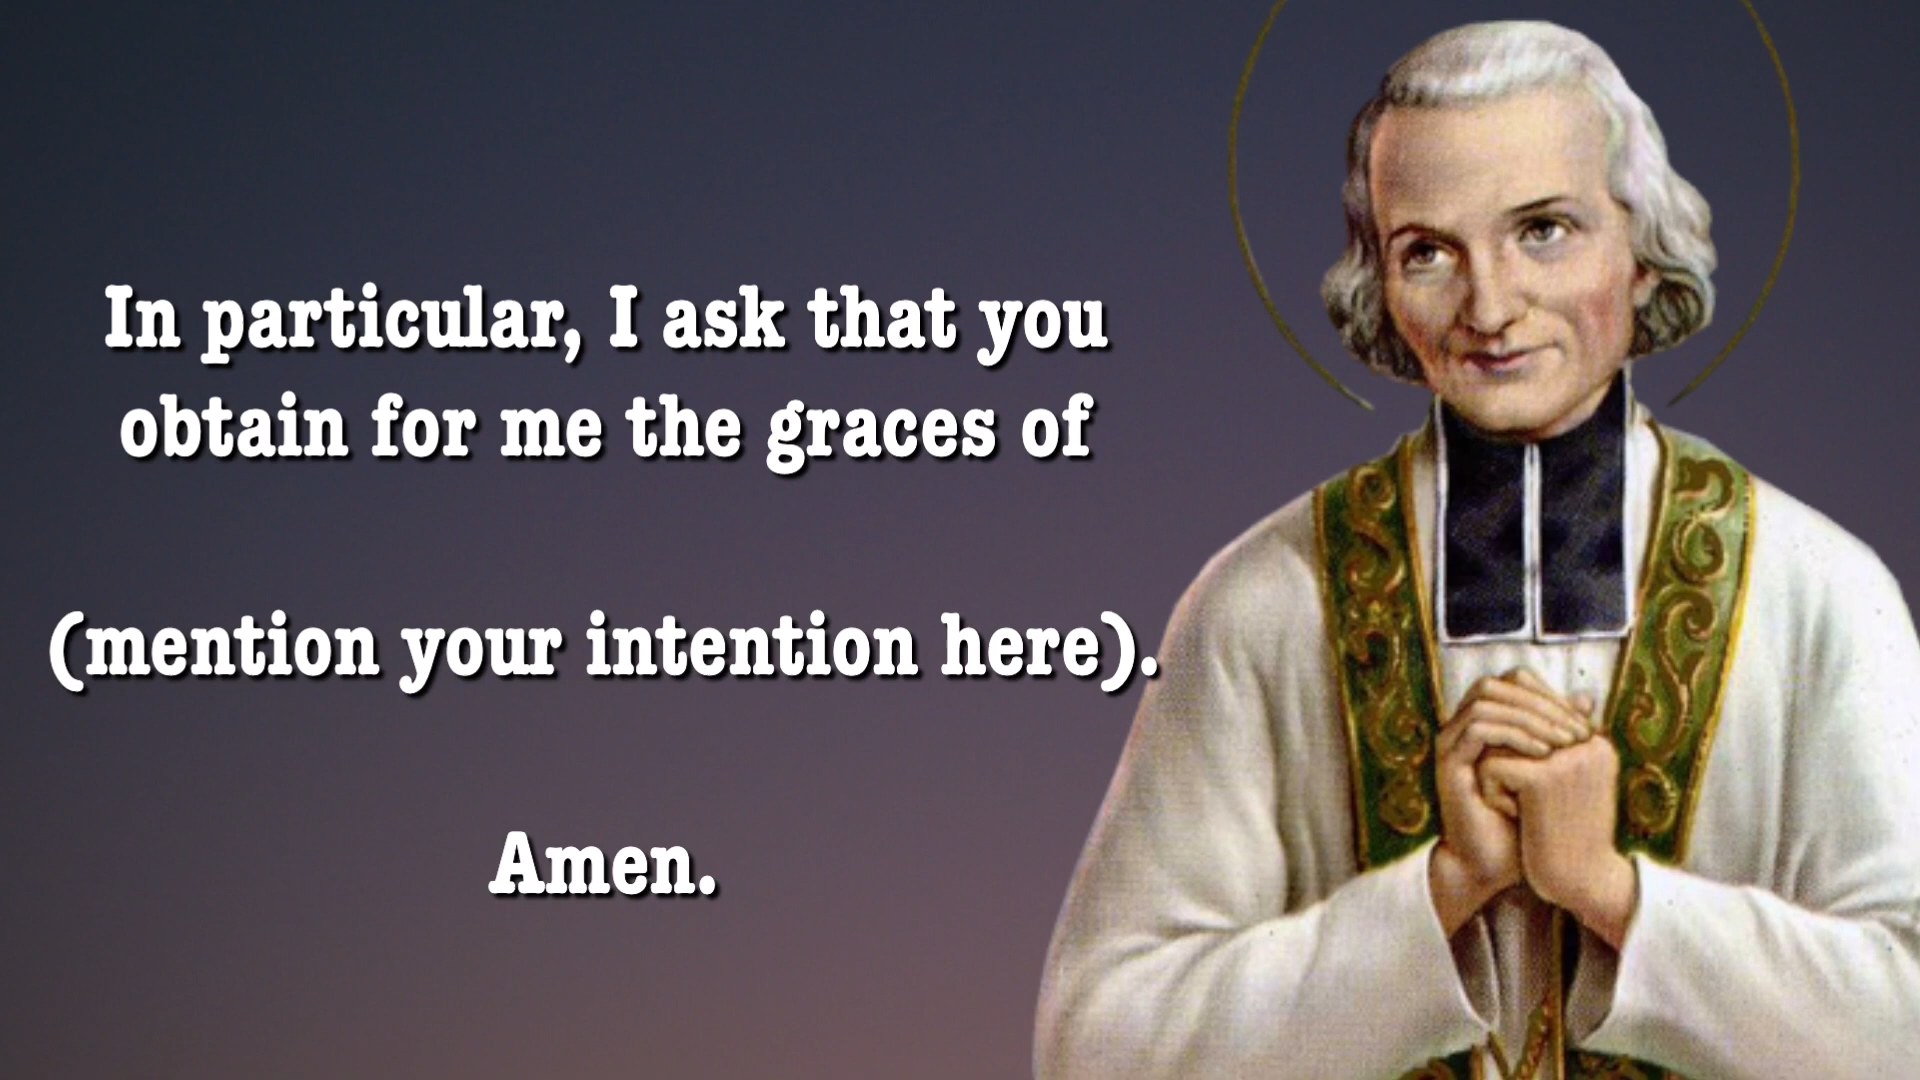 In particular, I ask that you
obtain for me the graces of
(mention your intention here).
Amen.